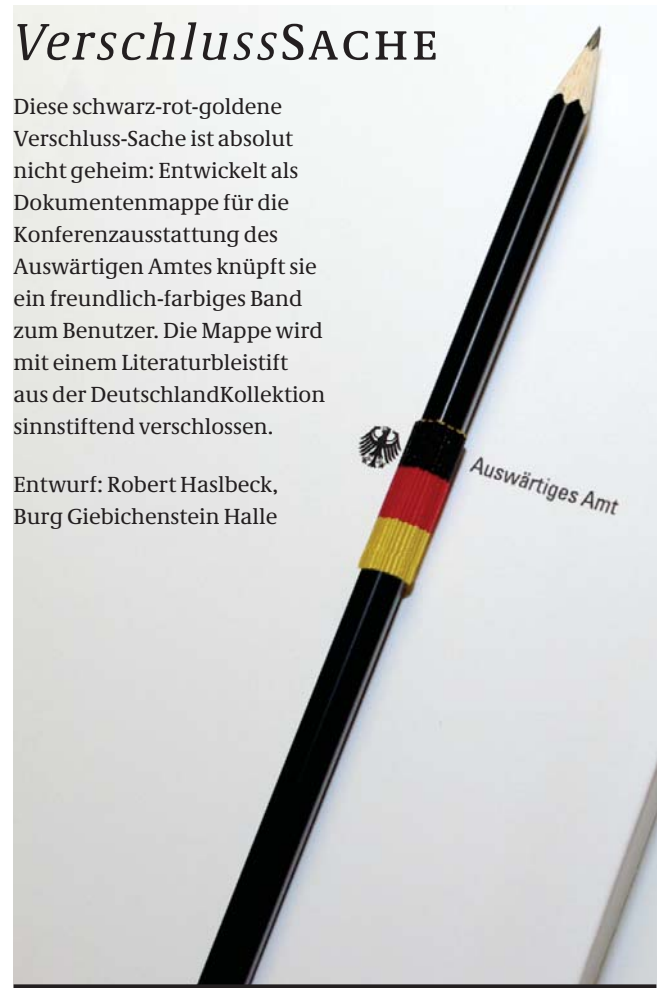 VerschlussSACHE
Diese schwarz-rot-goldene
Verschluss-Sache ist absolut
nicht geheim: Entwickelt als
Dokumentenmappe für die
Konferenzausstattung des
Auswärtigen Amtes knüpft sie
ein freundlich-farbiges Band
zum Benutzer. Die Mappe wird
mit einem Literaturbleistift
aus der DeutschlandKollektion
sinnstiftend verschlossen.
Entwurf: Robert Haslbeck,
Burg Giebichenstein Halle
Auswärtiges Amt